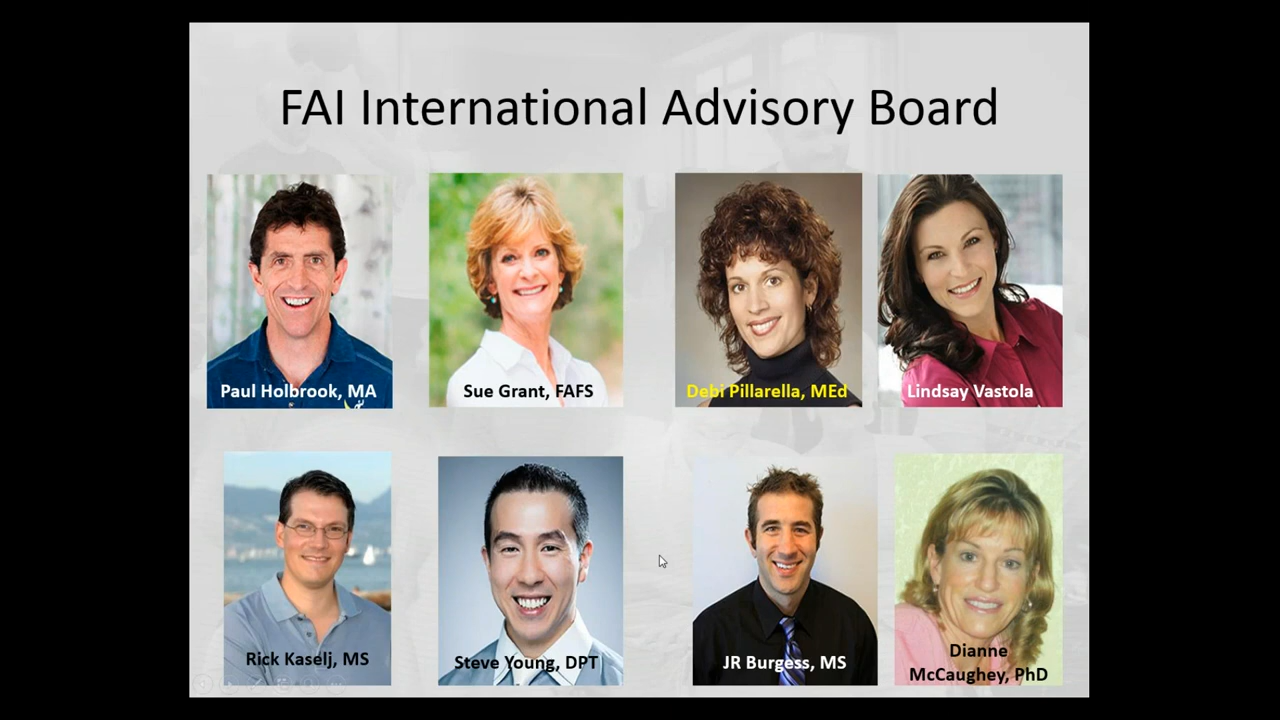 FAI International Advisory Board
Paul Holbrook, MA
Sue Grant, FAFS
Debi Pillarella, MEd
Lindsay Vastola
Rick Kaselj, MS
Steve Young, DPT
JR Burgess, MS
Dianne
McCaughey, PhD